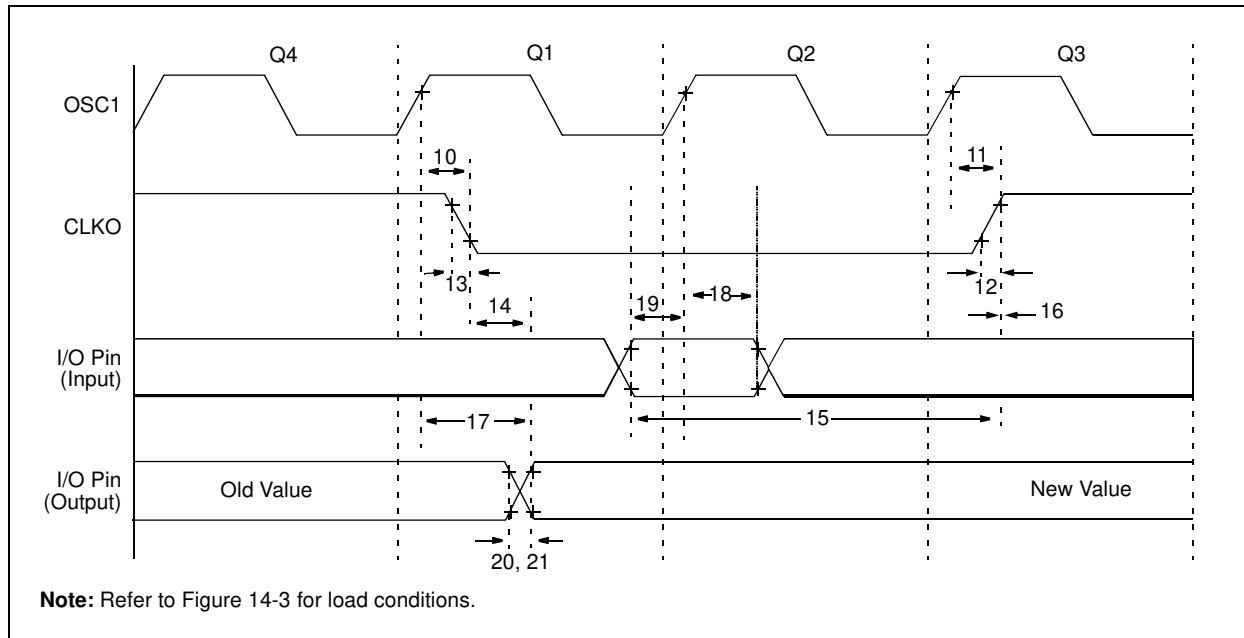 Q4 Q1 Q2 Q3
OSC1
10 11
CLKO
13 12
14 19 18 16
I/O Pin
(Input)
17 15
I/O Pin
(Output)
Old Value New Value
20, 21
Note: Refer to Figure 14-3 for load conditions.